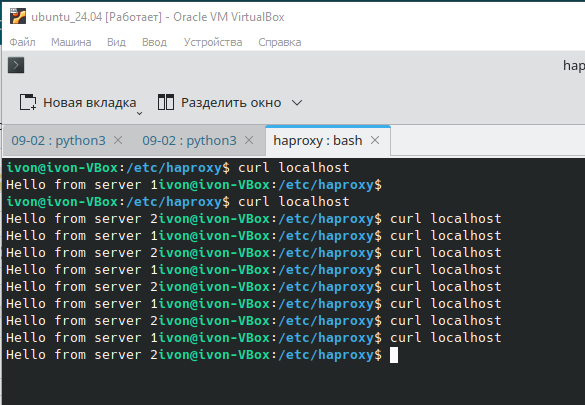 ubuntu_24.04 [Работает] - Oracle VM VirtualBox
Файл Машина Вид Ввод Устройства Справка
hap
Новая вкладка Разделить окно
09-02 : python3 09-02 : python3 haproxy : bash
ivon@ivon-VBox:/etc/haproxy$ curl localhost
Hello from server 1ivon@ivon-VBox:/etc/haproxy$
ivon@ivon-VBox:/etc/haproxy$ curl localhost
Hello from server 2ivon@ivon-VBox:/etc/haproxy$ curl localhost
Hello from server 1ivon@ivon-VBox:/etc/haproxy$ curl localhost
Hello from server 2ivon@ivon-VBox:/etc/haproxy$ curl localhost
Hello from server 2ivon@ivon-VBox:/etc/haproxy$ curl localhost
Hello from server 2ivon@ivon-VBox:/etc/haproxy$ curl localhost
Hello from server 1ivon@ivon-VBox:/etc/haproxy$ curl localhost
Hello from server 2ivon@ivon-VBox:/etc/haproxy$ curl localhost
Hello from server 1ivon@ivon-VBox:/etc/haproxy$ curl localhost
Hello from server 2ivon@ivon-VBox:/etc/haproxy$